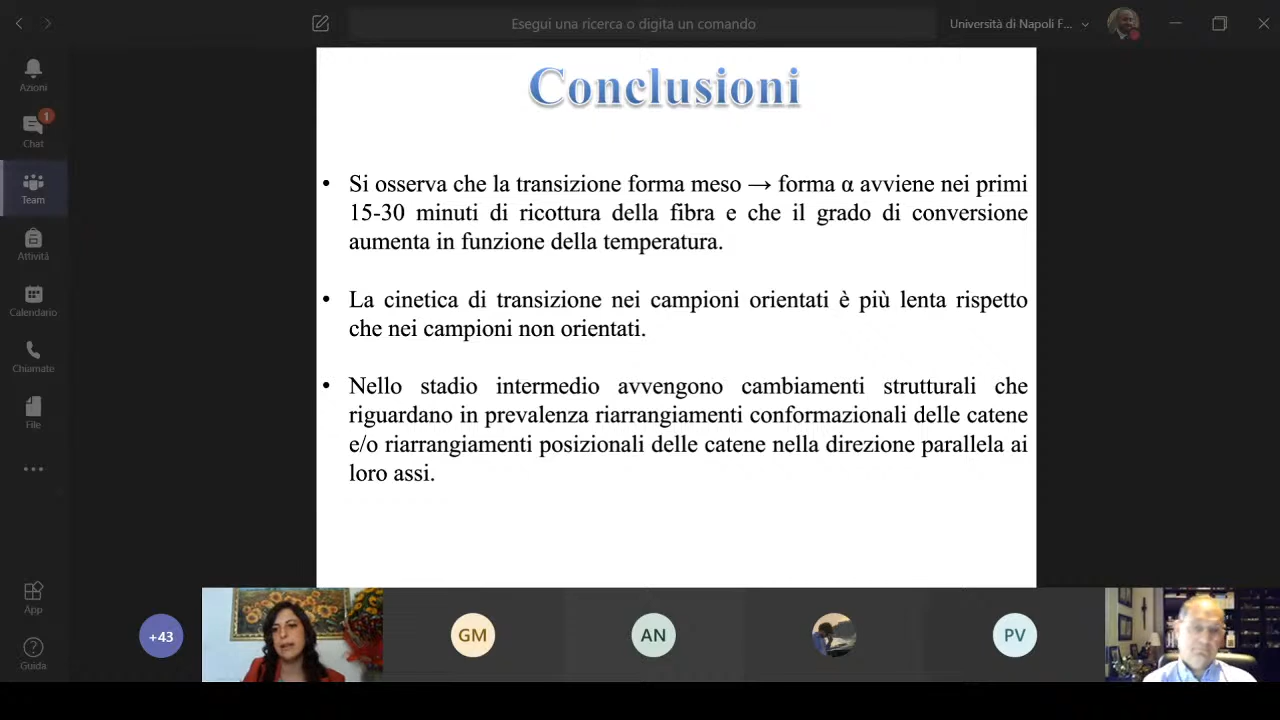 Esegui una ricerca o digita un comando
Università di Napoli F...
Azioni
1
Chat
Team
Attività
Calendario
Chiamate
File
App
Guida
Conclusioni
• Si osserva che la transizione forma meso → forma α avviene nei primi
15-30 minuti di ricottura della fibra e che il grado di conversione
aumenta in funzione della temperatura.
• La cinetica di transizione nei campioni orientati è più lenta rispetto
che nei campioni non orientati.
• Nello stadio intermedio avvengono cambiamenti strutturali che
riguardano in prevalenza riarrangiamenti conformazionali delle catene
e/o riarrangiamenti posizionali delle catene nella direzione parallela ai
loro assi.
+43
GM
AN
PV